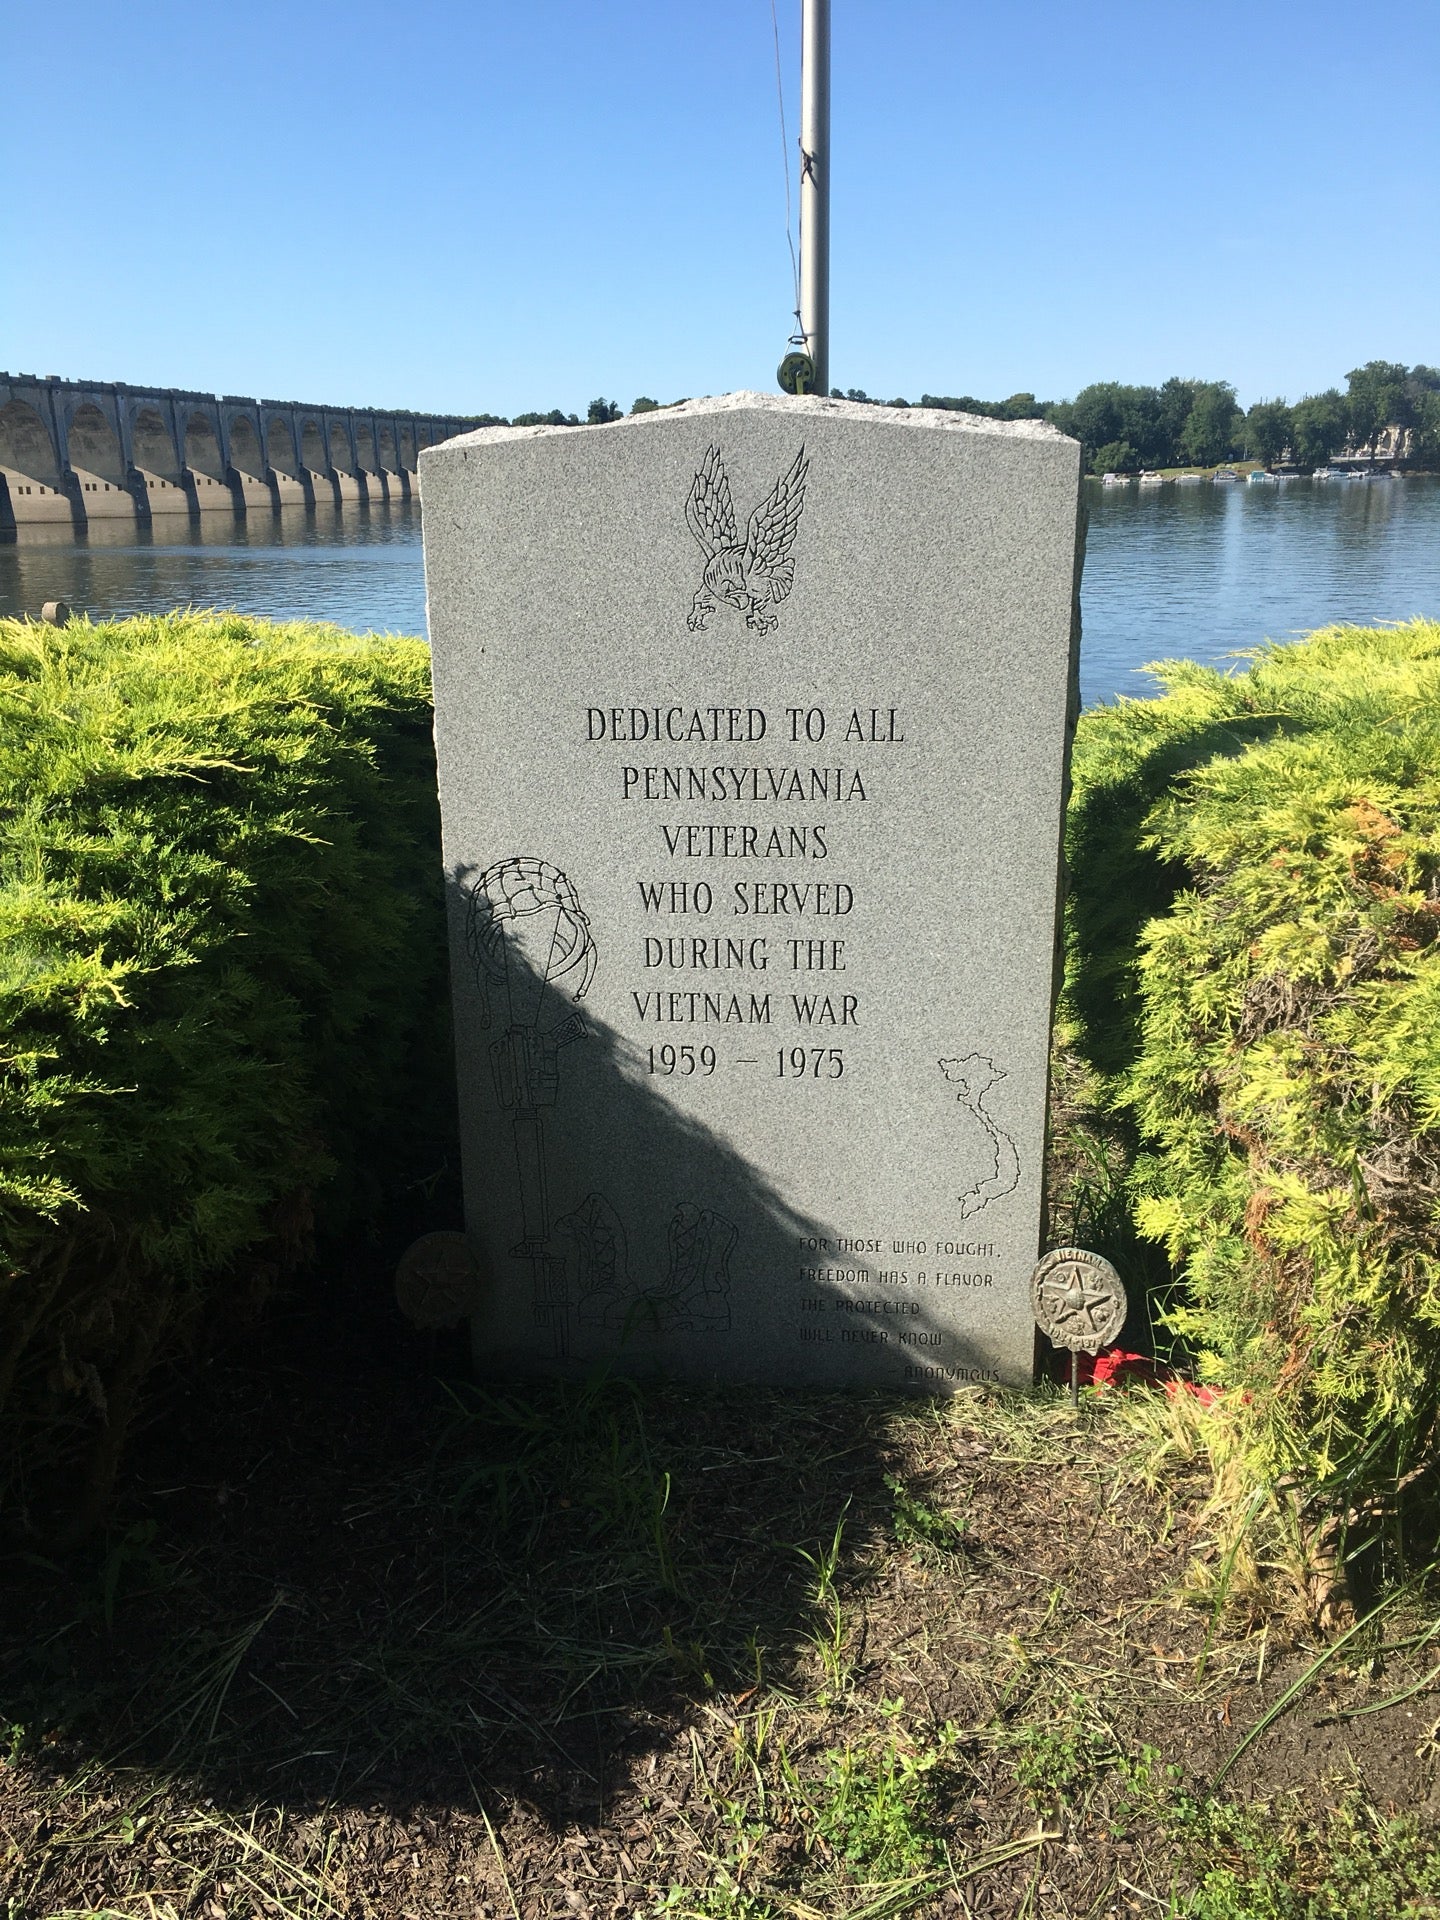 DEDICATED TO ALL
PENNSYLVANIA
VETERANS
WHO SERVED
DURING THE
VIETNAM WAR
1959 – 1975
FOR THOSE WHO FOUGHT,
FREEDOM HAS A FLAVOR
THE PROTECTED
WILL NEVER KNOW
- ANONYMOUS
VIETNAM